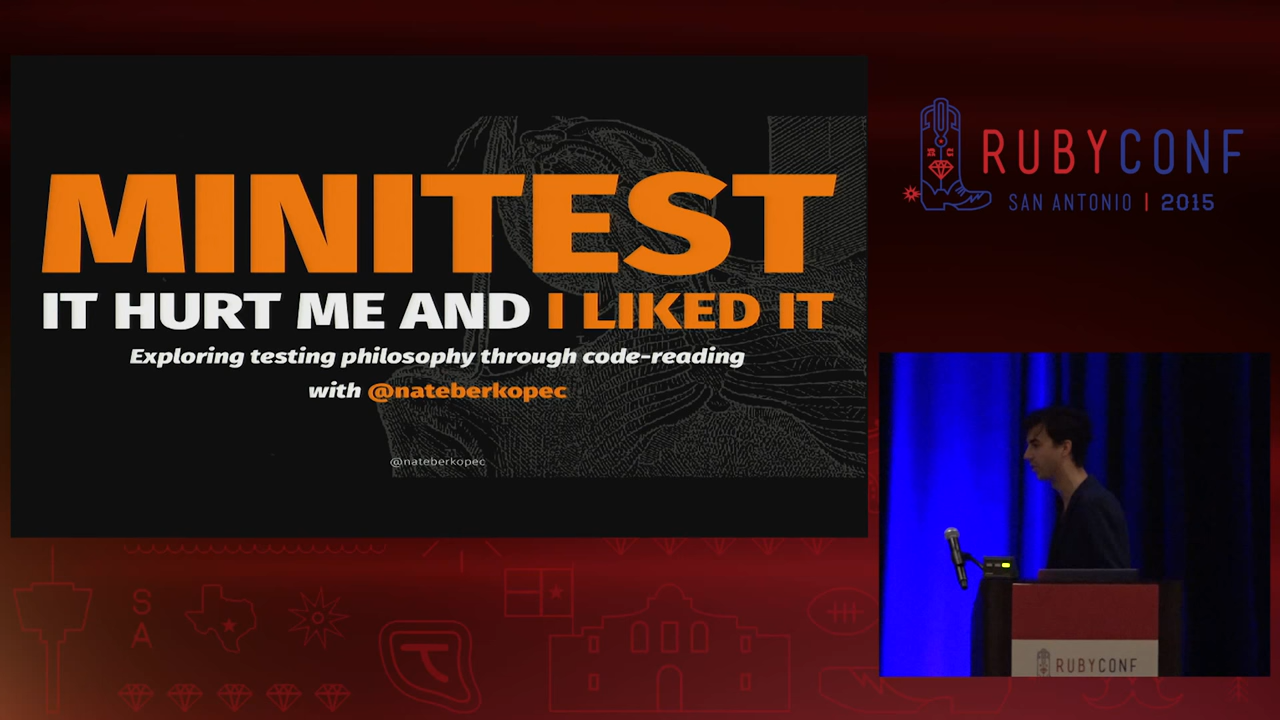 MINITEST
IT HURT ME AND I LIKED IT
Exploring testing philosophy through code-reading
with @nateberkopec
@nateberkopec
RUBYCONF
SAN ANTONIO | 2015
S
A
RUBYCONF